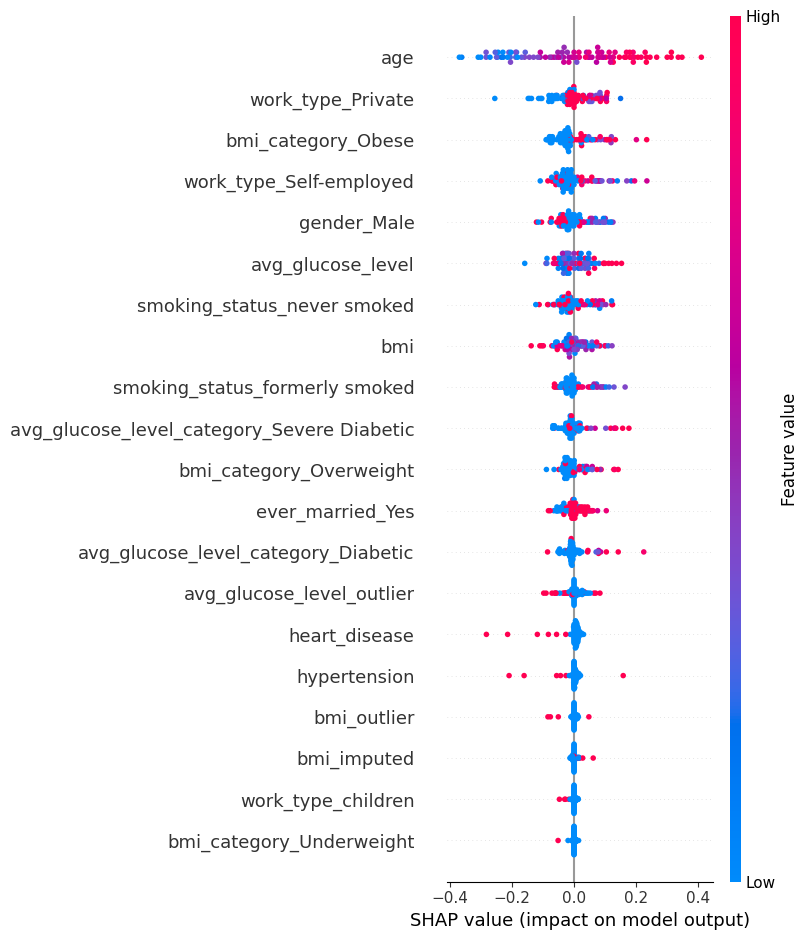 High
age
work_type_Private
bmi_category_Obese
work_type_Self-employed
gender_Male
avg_glucose_level
smoking_status_never smoked
bmi
smoking_status_formerly smoked
avg_glucose_level_category_Severe Diabetic
bmi_category_Overweight
ever_married_Yes
avg_glucose_level_category_Diabetic
avg_glucose_level_outlier
heart_disease
hypertension
bmi_outlier
bmi_imputed
work_type_children
bmi_category_Underweight
Feature value
Low
−0.4 −0.2 0.0 0.2 0.4
SHAP value (impact on model output)